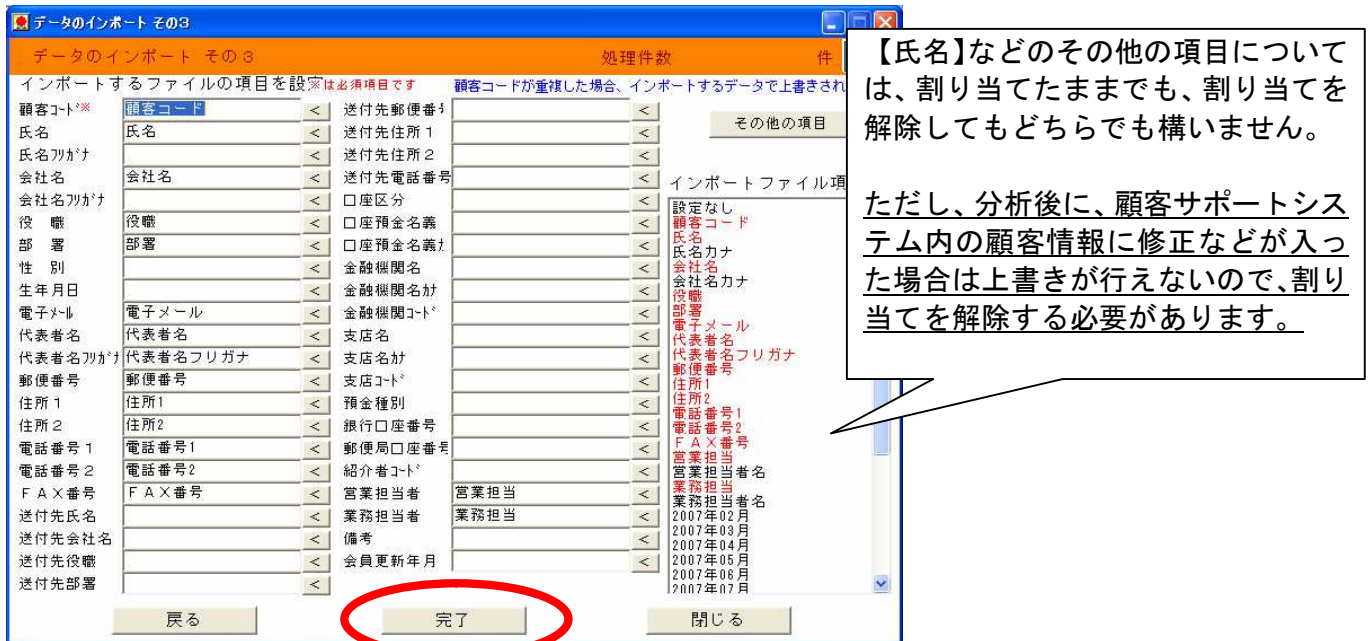 データのインポート その3
データのインポート その３
処理件数
件
インポートするファイルの項目を設定※は必須項目です
顧客コードが重複した場合、インポートするデータで上書きされ
顧客ｺｰﾄﾞ※
顧客コード
<
氏名
氏名
<
氏名ﾌﾘｶﾞﾅ
<
会社名
会社名
<
会社名ﾌﾘｶﾞﾅ
<
役　職
役職
<
部　署
部署
<
性　別
<
生年月日
<
電子ﾒｰﾙ
電子メール
<
代表者名
代表者名
<
代表者名ﾌﾘｶﾞﾅ
代表者名フリガナ
<
郵便番号
郵便番号
<
住所１
住所1
<
住所２
住所2
<
電話番号１
電話番号1
<
電話番号２
電話番号2
<
ＦＡＸ番号
ＦＡＸ番号
<
送付先氏名
<
送付先会社名
<
送付先役職
<
送付先部署
<
送付先郵便番号
<
送付先住所１
<
送付先住所２
<
送付先電話番号
<
口座区分
<
口座預金名義
<
口座預金名義ｶ
<
金融機関名
<
金融機関名ｶﾅ
<
金融機関ｺｰﾄﾞ
<
支店名
<
支店名ｶﾅ
<
支店ｺｰﾄﾞ
<
預金種別
<
銀行口座番号
<
郵便局口座番号
<
紹介者ｺｰﾄﾞ
<
営業担当者
営業担当
<
業務担当者
業務担当
<
備考
<
会員更新年月
<
その他の項目
インポートファイル項
設定なし
顧客コード
氏名
氏名カナ
会社名
会社名カナ
役職
部署
電子メール
代表者名
代表者名フリガナ
郵便番号
住所1
住所2
電話番号1
電話番号2
ＦＡＸ番号
営業担当
営業担当者名
業務担当
業務担当者名
2007年02月
2007年03月
2007年04月
2007年05月
2007年06月
2007年07月
戻る
完了
閉じる
【氏名】などのその他の項目について
は、割り当てたままでも、割り当てを
解除してもどちらでも構いません。
ただし、分析後に、顧客サポートシス
テム内の顧客情報に修正などが入っ
た場合は上書きが行えないので、割り
当てを解除する必要があります。